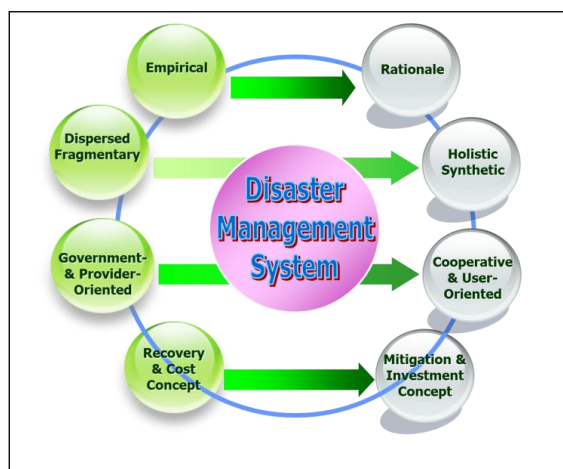 Empirical
Rationale
Dispersed
Fragmentary
Holistic
Synthetic
Disaster
Management
System
Government-
& Provider-
Oriented
Cooperative
& User-
Oriented
Recovery
& Cost
Concept
Mitigation &
Investment
Concept